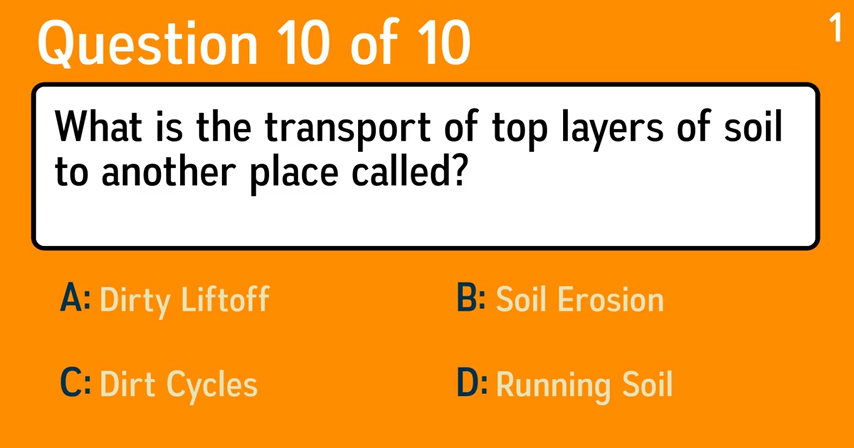 Question 10 of 10
1
What is the transport of top layers of soil
to another place called?
A: Dirty Liftoff
B: Soil Erosion
C: Dirt Cycles
D: Running Soil